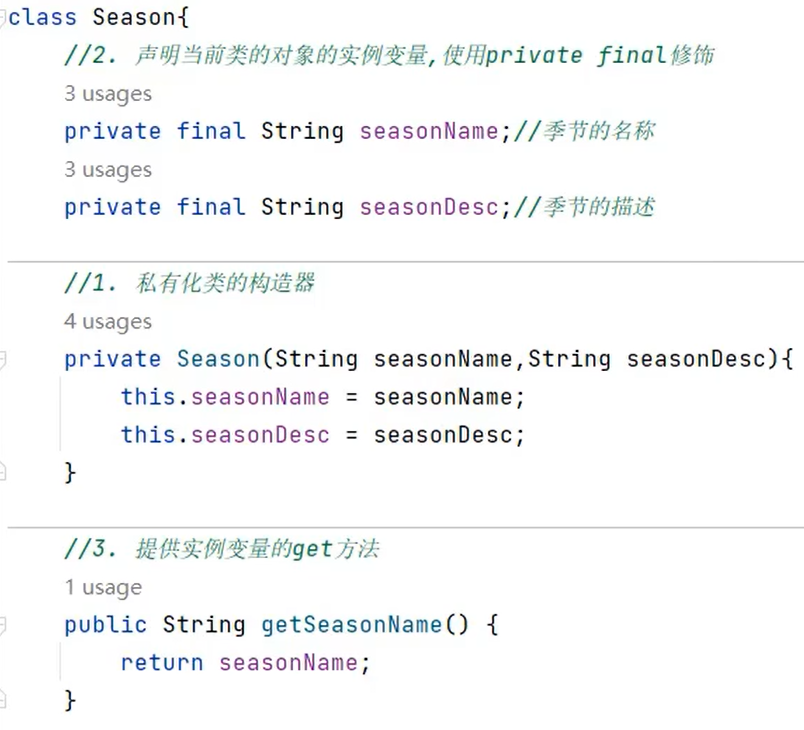 class Season{
//2. 声明当前类的对象的实例变量,使用private final修饰
3 usages
private final String seasonName;//季节的名称
3 usages
private final String seasonDesc;//季节的描述
//1. 私有化类的构造器
4 usages
private Season(String seasonName,String seasonDesc){
this.seasonName = seasonName;
this.seasonDesc = seasonDesc;
}
//3. 提供实例变量的get方法
1 usage
public String getSeasonName() {
return seasonName;
}